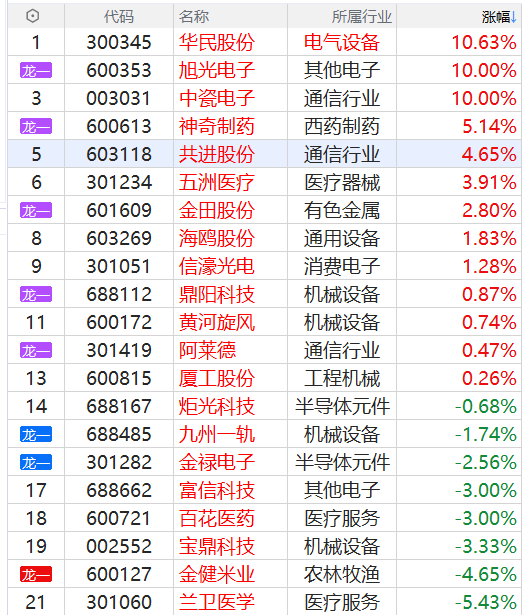 代码 名称 所属行业 涨幅↓
1 300345 华民股份 电气设备 10.63%
龙一 600353 旭光电子 其他电子 10.00%
3 003031 中瓷电子 通信行业 10.00%
龙一 600613 神奇制药 西药制药 5.14%
5 603118 共进股份 通信行业 4.65%
6 301234 五洲医疗 医疗器械 3.91%
龙一 601609 金田股份 有色金属 2.80%
8 603269 海鸥股份 通用设备 1.83%
9 301051 信濠光电 消费电子 1.28%
龙一 688112 鼎阳科技 机械设备 0.87%
11 600172 黄河旋风 机械设备 0.74%
龙一 301419 阿莱德 通信行业 0.47%
13 600815 厦工股份 工程机械 0.26%
14 688167 炬光科技 半导体元件 -0.68%
龙一 688485 九州一轨 机械设备 -1.74%
龙一 301282 金禄电子 半导体元件 -2.56%
17 688662 富信科技 其他电子 -3.00%
18 600721 百花医药 医疗服务 -3.00%
19 002552 宝鼎科技 机械设备 -3.33%
龙一 600127 金健米业 农林牧渔 -4.65%
21 301060 兰卫医学 医疗服务 -5.43%